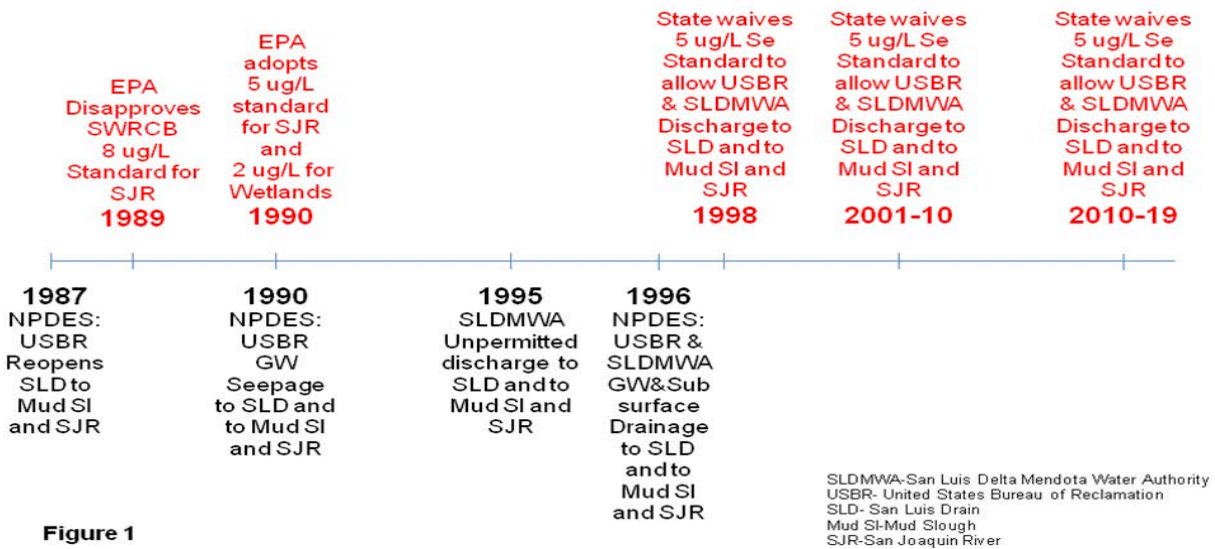 EPA
Disapproves
SWRCB
8 ug/L
Standard for
SJR
1989
EPA
adopts
5 ug/L
standard
for SJR
and
2 ug/L for
Wetlands
1990
State waives
5 ug/L Se
Standard to
allow USBR
& SLDMWA
Discharge to
SLD and to
Mud Sl and
SJR
1998
State waives
5 ug/L Se
Standard to
allow USBR
& SLDMWA
Discharge to
SLD and to
Mud Sl and
SJR
2001-10
State waives
5 ug/L Se
Standard to
allow USBR
& SLDMWA
Discharge to
SLD and to
Mud Sl and
SJR
2010-19
1987
NPDES:
USBR
Reopens
SLD to
Mud Sl
and SJR
1990
NPDES:
USBR
GW
Seepage
to SLD and
to Mud Sl
and SJR
1995
SLDMWA
Unpermitted
discharge to
SLD and to
Mud Sl and
SJR
1996
NPDES:
USBR &
SLDMWA
GW&Sub
surface
Drainage
to SLD
and to
Mud Sl
and SJR
SLDMWA-San Luis Delta Mendota Water Authority
USBR- United States Bureau of Reclamation
SLD- San Luis Drain
Mud Sl-Mud Slough
SJR-San Joaquin River
Figure 1